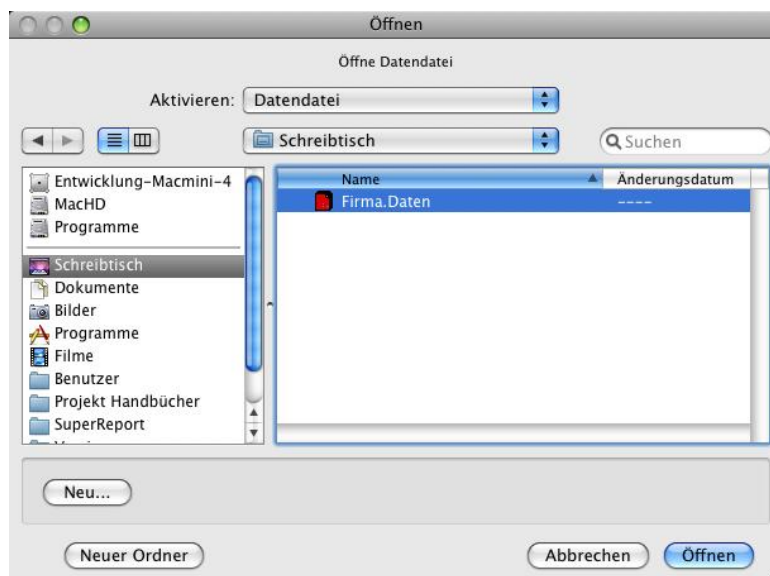 Öffnen
Öffne Datendatei
Aktivieren: Datendatei
Schreibtisch
Suchen
Entwicklung-Macmini-4
MacHD
Programme
Schreibtisch
Dokumente
Bilder
Programme
Filme
Benutzer
Projekt Handbücher
SuperReport
Name Änderungsdatum
Firma.Daten ----
Neu...
Neuer Ordner Abbrechen Öffnen